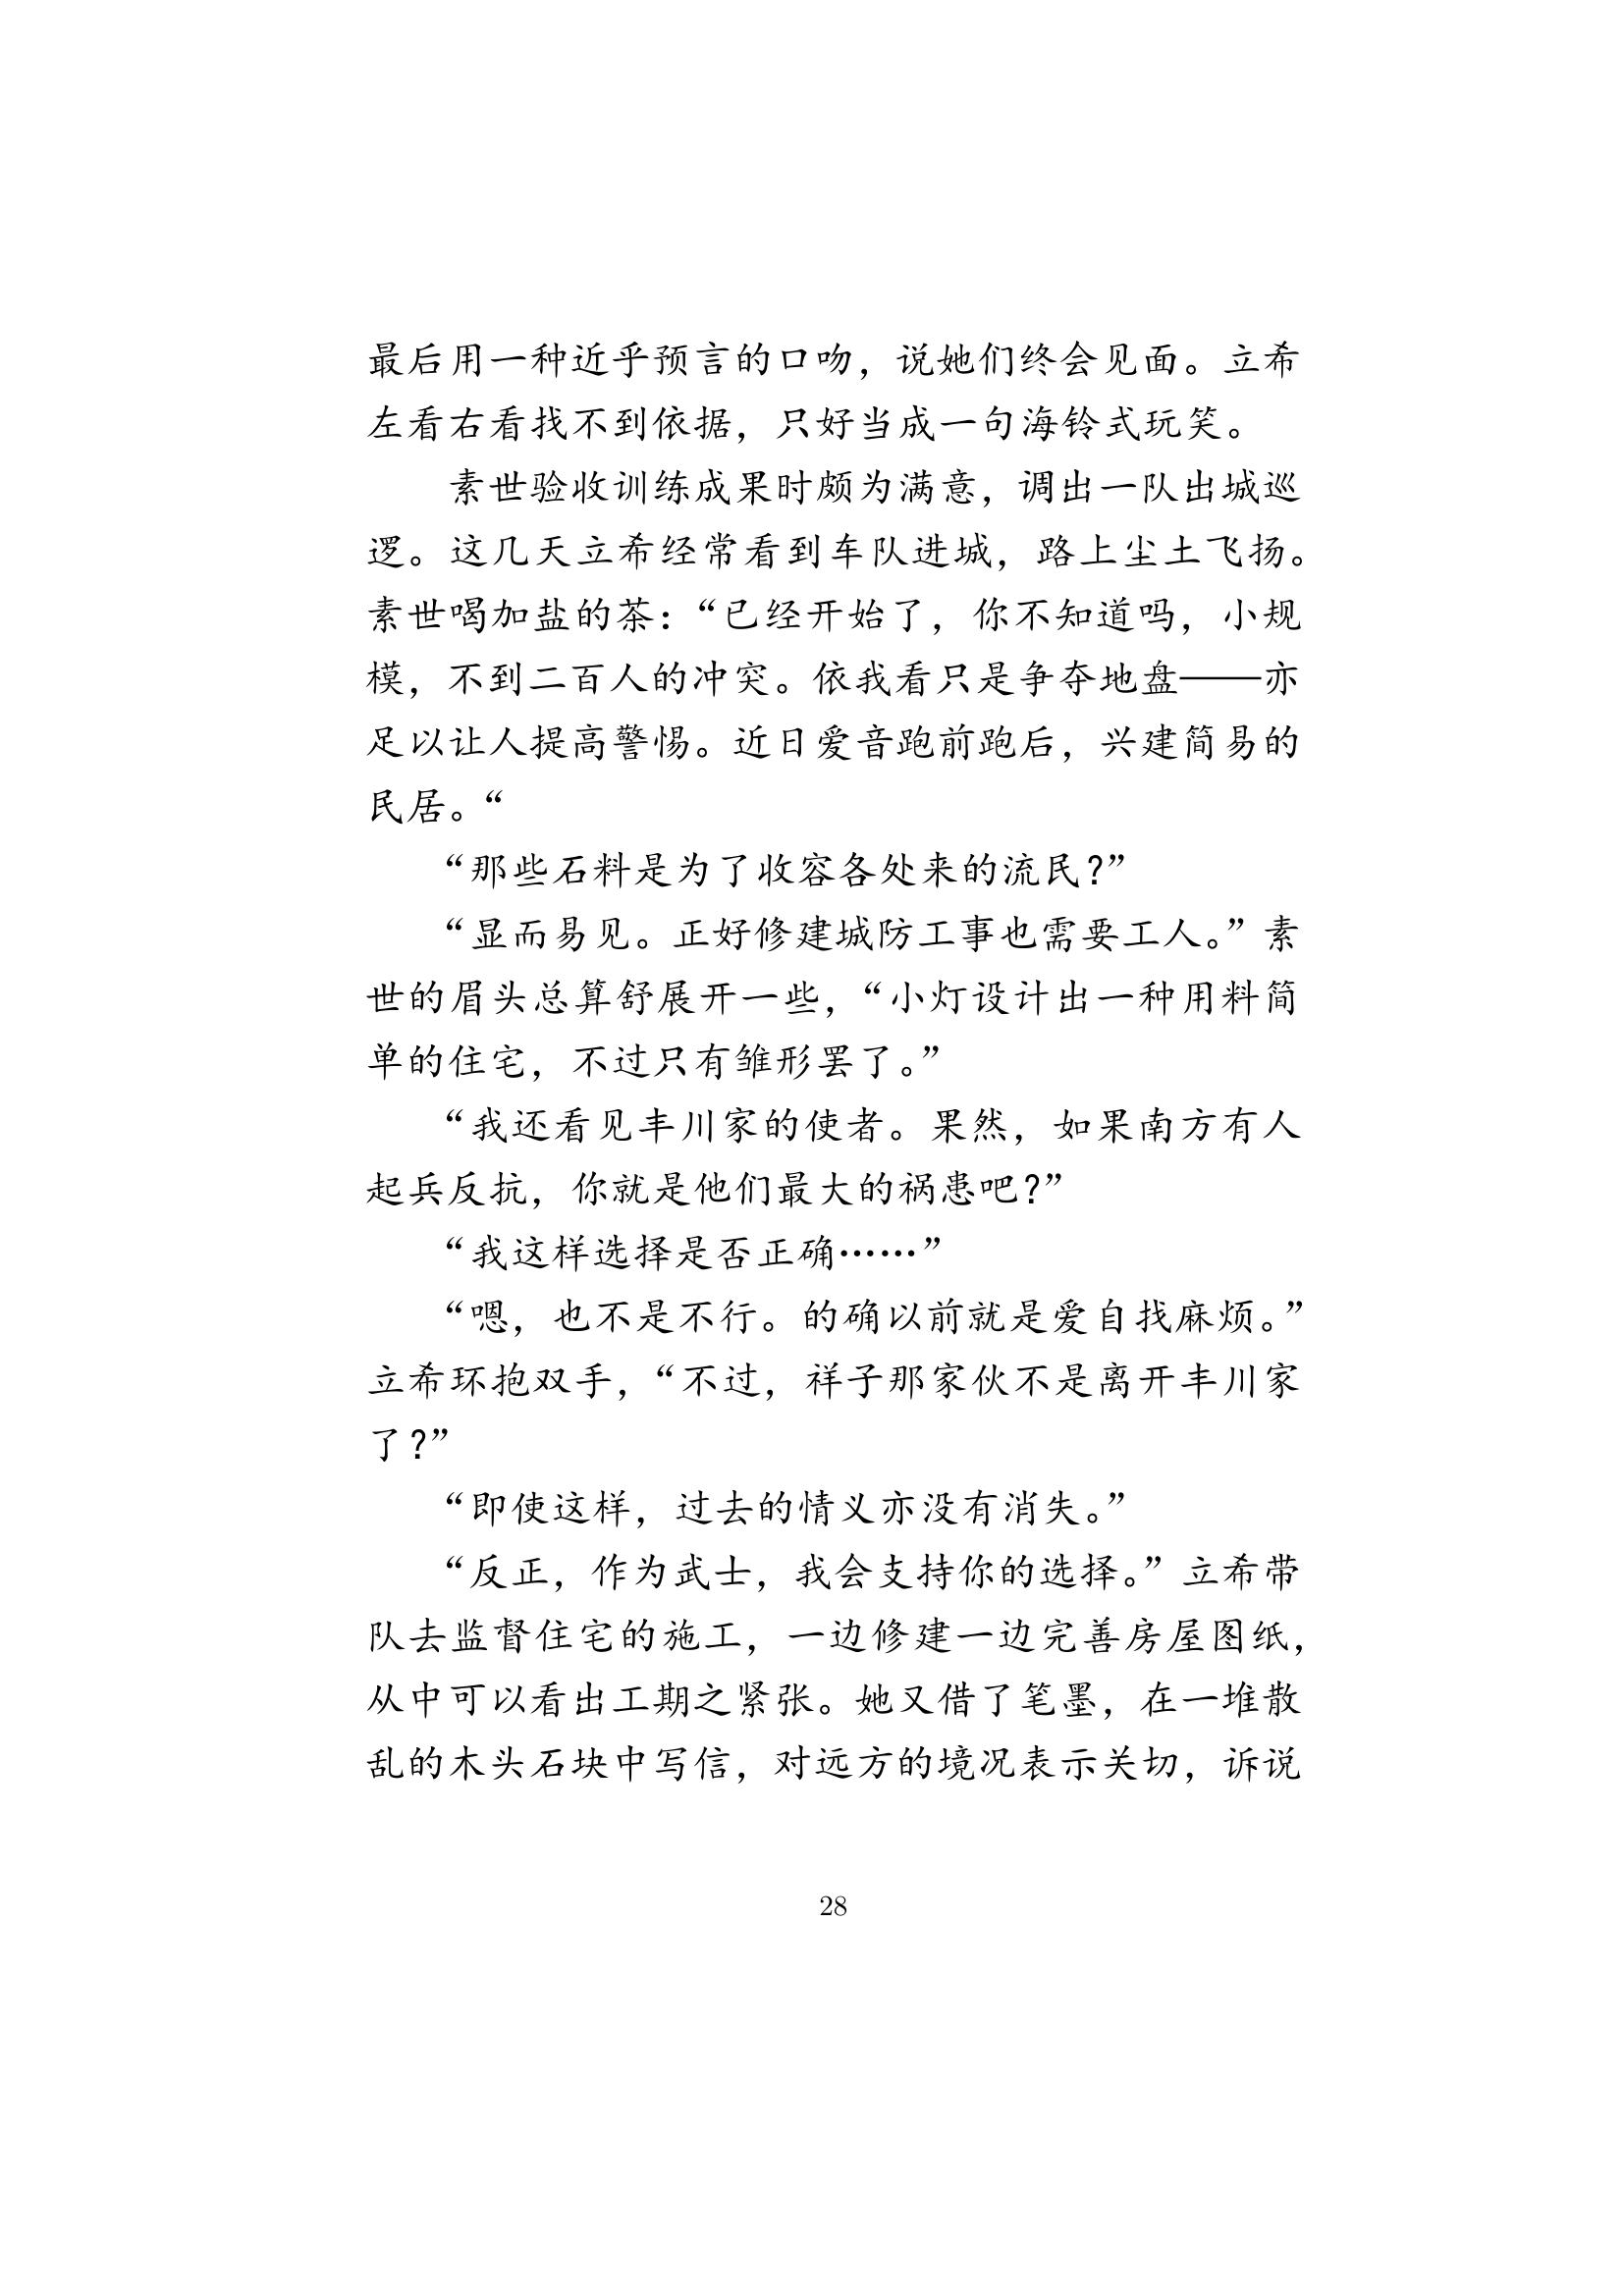 最后用一种近乎预言的口吻，说她们终会见面。立希
左看右看找不到依据，只好当成一句海铃式玩笑。
素世验收训练成果时颇为满意，调出一队出城巡
逻。这几天立希经常看到车队进城，路上尘土飞扬。
素世喝加盐的茶：“已经开始了，你不知道吗，小规
模，不到二百人的冲突。依我看只是争夺地盘——亦
足以让人提高警惕。近日爱音跑前跑后，兴建简易的
民居。“
“那些石料是为了收容各处来的流民？”
“显而易见。正好修建城防工事也需要工人。”素
世的眉头总算舒展开一些，“小灯设计出一种用料简
单的住宅，不过只有雏形罢了。”
“我还看见丰川家的使者。果然，如果南方有人
起兵反抗，你就是他们最大的祸患吧？”
“我这样选择是否正确……”
“嗯，也不是不行。的确以前就是爱自找麻烦。”
立希环抱双手，“不过，祥子那家伙不是离开丰川家
了？”
“即使这样，过去的情义亦没有消失。”
“反正，作为武士，我会支持你的选择。”立希带
队去监督住宅的施工，一边修建一边完善房屋图纸，
从中可以看出工期之紧张。她又借了笔墨，在一堆散
乱的木头石块中写信，对远方的境况表示关切，诉说
28